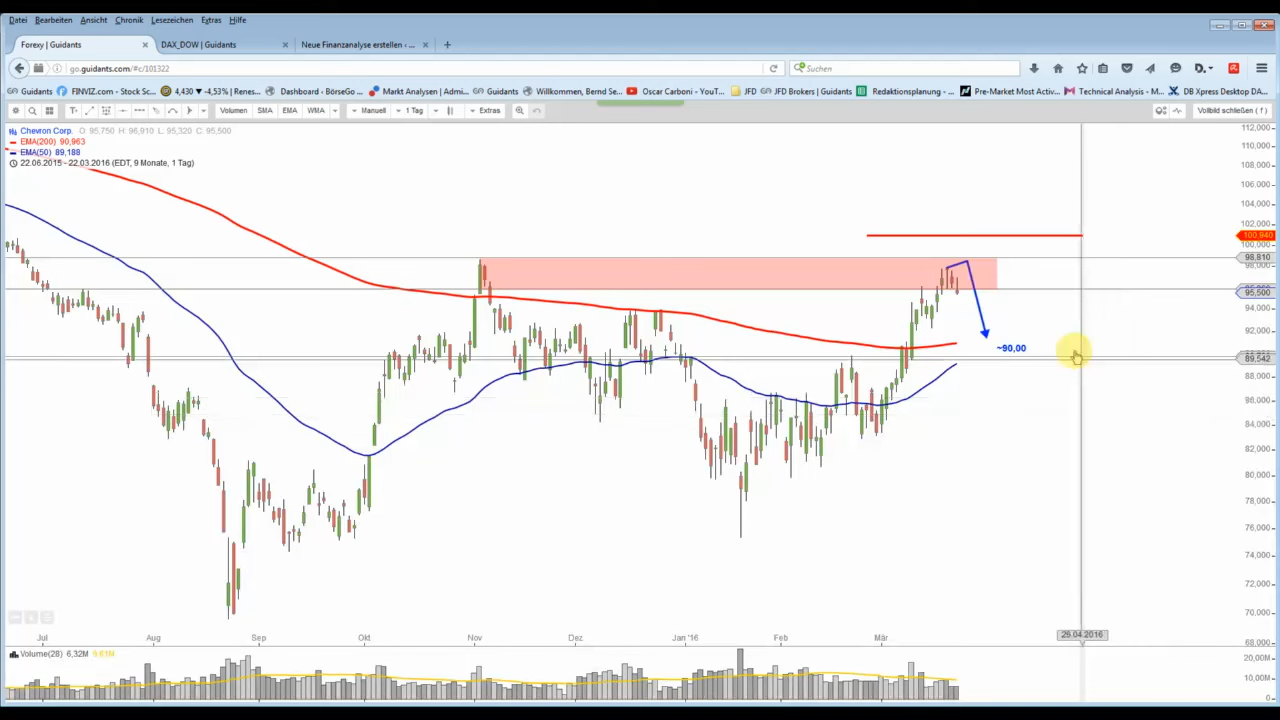 Datei Bearbeiten Ansicht Chronik Lesezeichen Extras Hilfe
Forexy | Guidants × DAX_DOW | Guidants × Neue Finanzanalyse erstellen - ... × +
go.guidants.com/#c/101322 Suchen
Guidants FINVIZ.com - Stock Sc... 4,430 ▼ -4,53% | Renes... Dashboard - BörseGo ... Markt Analysen | Admi... Guidants Willkommen, Bernd Se... Oscar Carboni - YouT... JFD JFD Brokers | Guidants Redaktionsplanung - ... Pre-Market Most Activ... Technical Analysis - M... DB Xpress Desktop DA...
Volumen SMA EMA WMA Manuell 1 Tag Extras Vollbild schließen ( f )
Chevron Corp. O: 95,750 H: 96,910 L: 95,320 C: 95,500
EMA(200) 90,963
EMA(50) 89,188
22.06.2015 - 22.03.2016 (EDT, 9 Monate, 1 Tag)
112,000
110,000
108,000
106,000
104,000
102,000
100,940
100,000
98,810
98,000
95,500
94,000
92,000
~90,00
89,542
88,000
86,000
84,000
82,000
80,000
78,000
76,000
74,000
72,000
70,000
68,000
Jul Aug Sep Okt Nov Dez Jan '16 Feb Mär 25.04.2016
Volume(28) 6,32M 9,61M
20,00M
10,00M
0